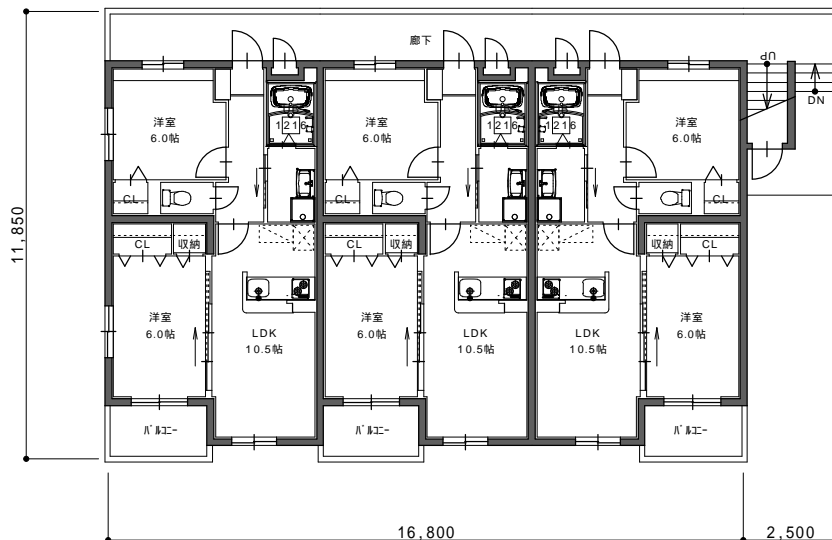 廊下
UP
DN
洋室
6.0帖
1216
洋室
6.0帖
1216
1216
洋室
6.0帖
CL
CL
CL
CL
収納
CL
収納
収納
CL
洋室
6.0帖
LDK
10.5帖
洋室
6.0帖
LDK
10.5帖
LDK
10.5帖
洋室
6.0帖
バルコニー
バルコニー
バルコニー
11,850
16,800
2,500